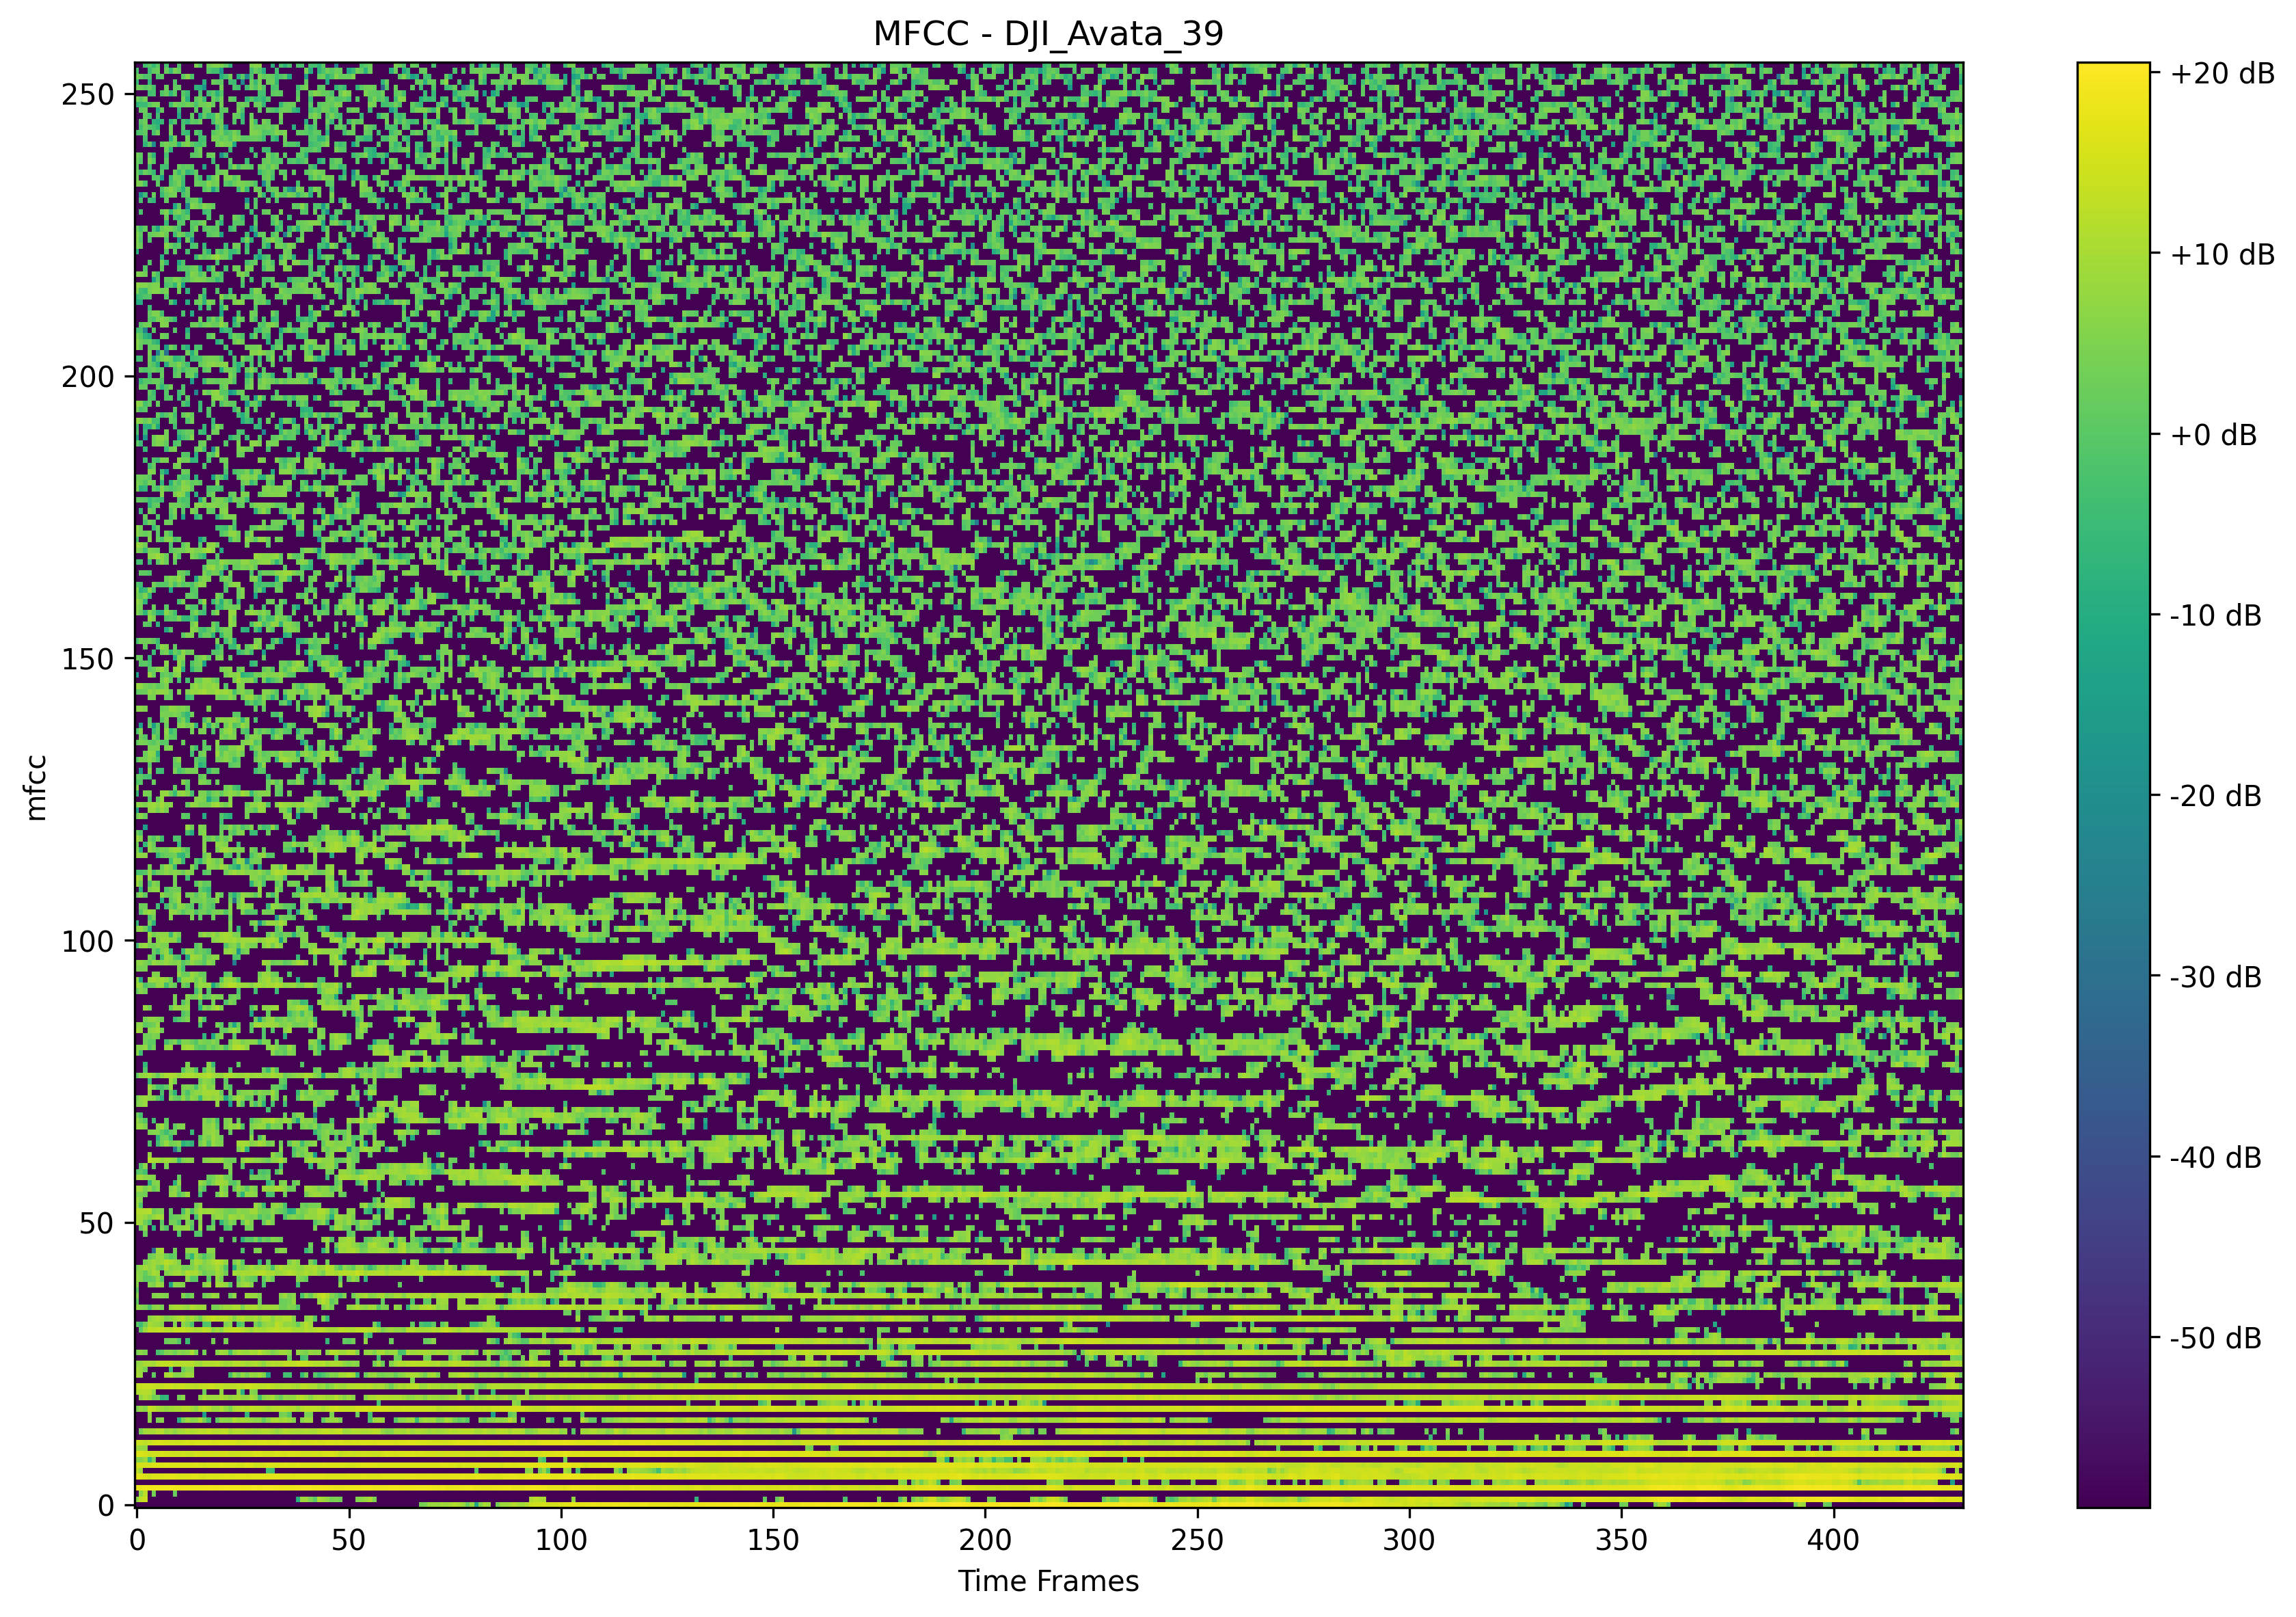 MFCC - DJI_Avata_39
mfcc
250
200
150
100
50
0
0 50 100 150 200 250 300 350 400
Time Frames
+20 dB
+10 dB
+0 dB
-10 dB
-20 dB
-30 dB
-40 dB
-50 dB